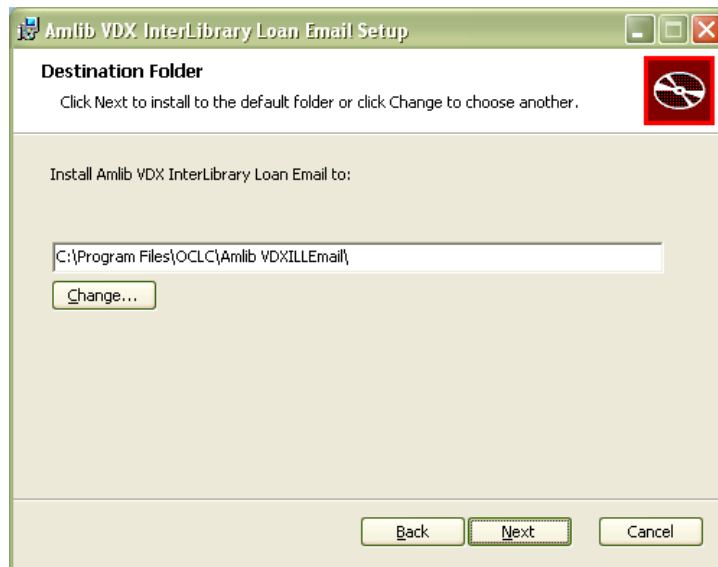 Amlib VDX InterLibrary Loan Email Setup
Destination Folder
Click Next to install to the default folder or click Change to choose another.
Install Amlib VDX InterLibrary Loan Email to:
C:\Program Files\OCLC\Amlib VDXILLEmail\
Change...
Back Next Cancel